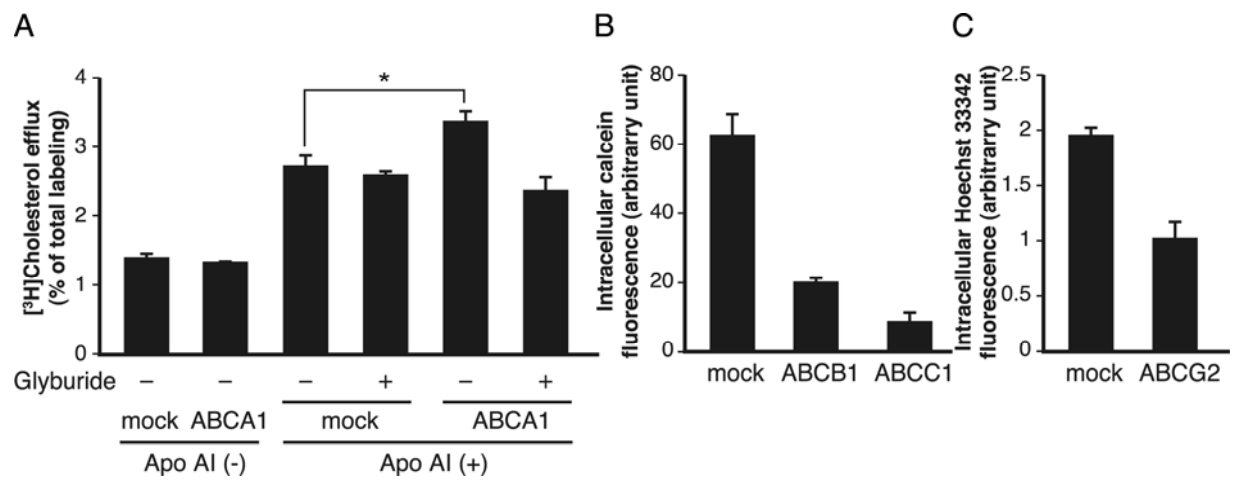 A
[³H]Cholesterol efflux
(% of total labeling)
4
3
2
1
0
*
Glyburide – – – + – +
mock ABCA1 mock ABCA1
Apo AI (-) Apo AI (+)
B
Intracellular calcein
fluorescence (arbitrarry unit)
80
60
40
20
0
mock ABCB1 ABCC1
C
Intracellular Hoechst 33342
fluorescence (arbitrarry unit)
2.5
2
1.5
1
0.5
0
mock ABCG2